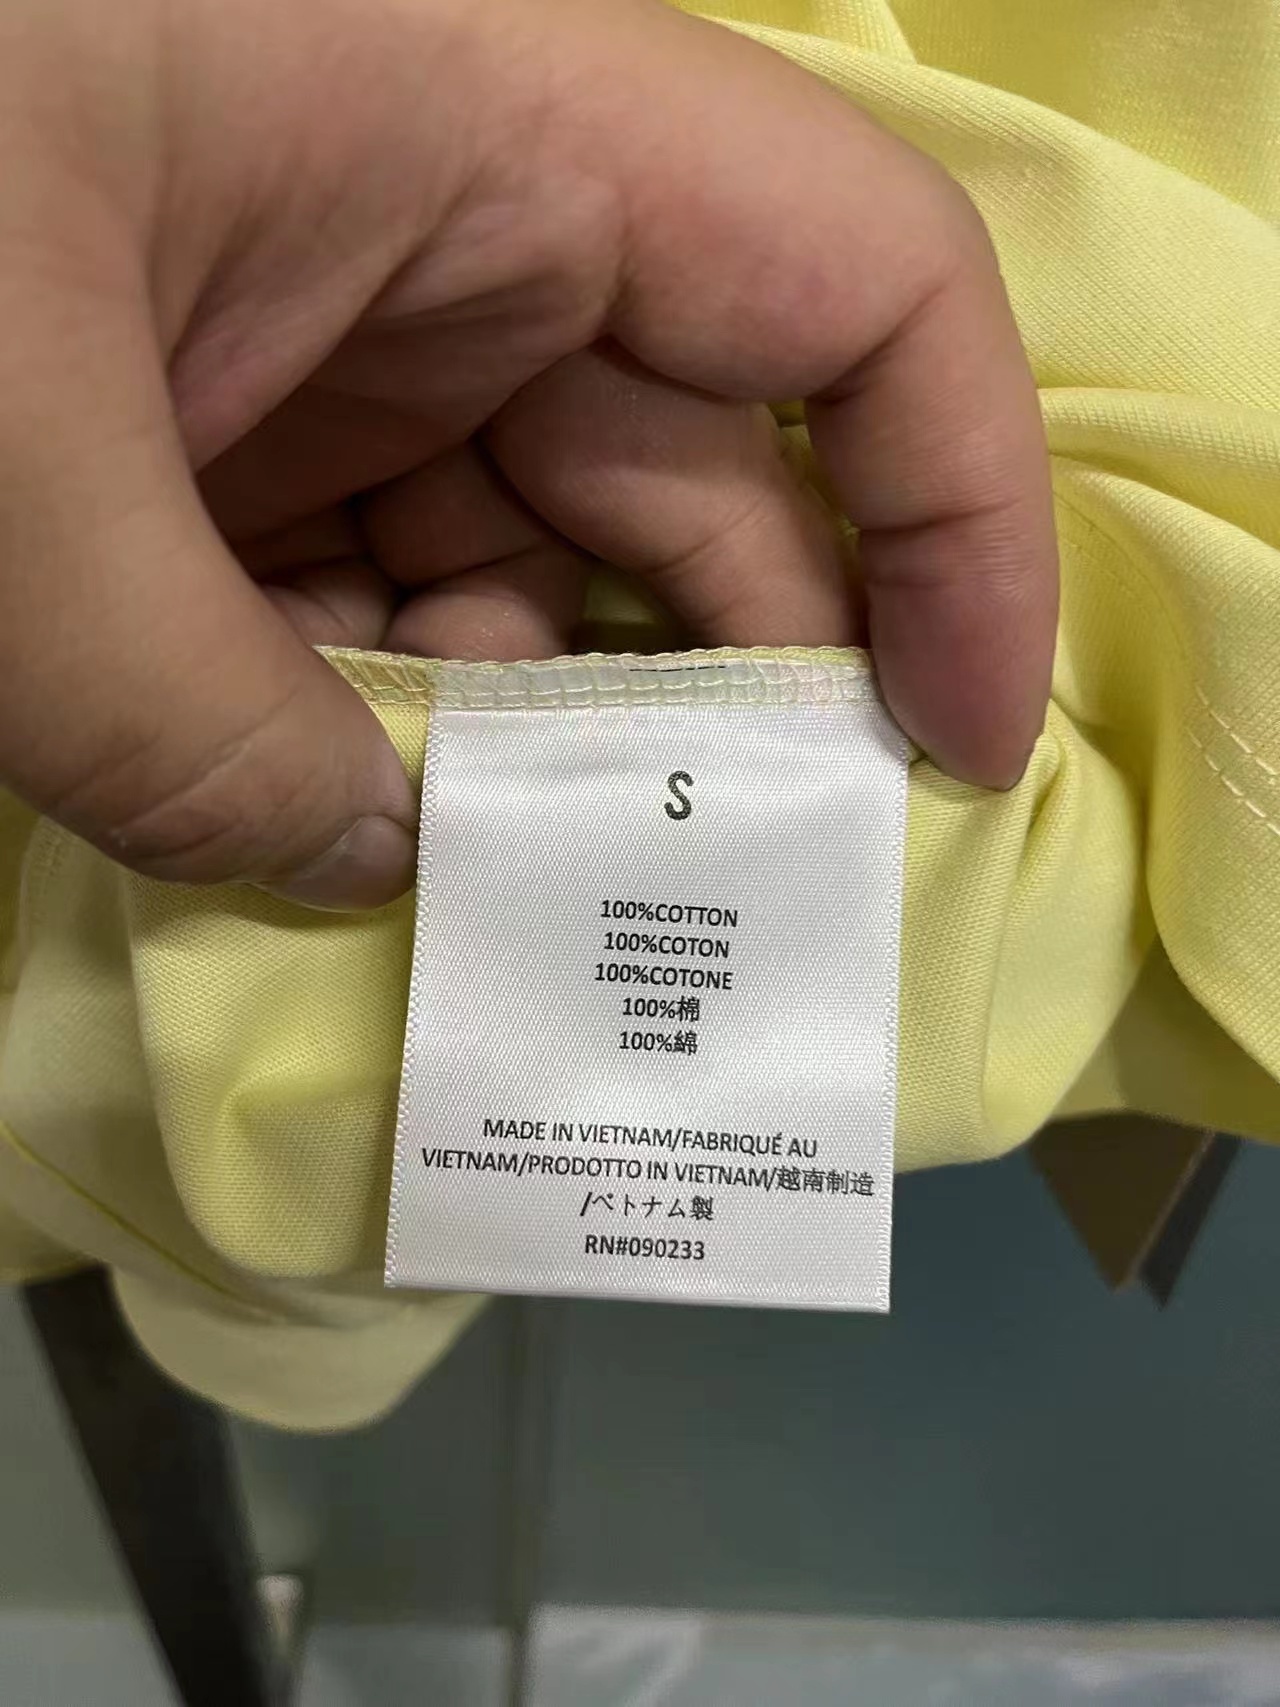 S
100%COTTON
100%COTON
100%COTONE
100%棉
100%綿
MADE IN VIETNAM/FABRIQUÉ AU
VIETNAM/PRODOTTO IN VIETNAM/越南制造
/ベトナム製
RN#090233